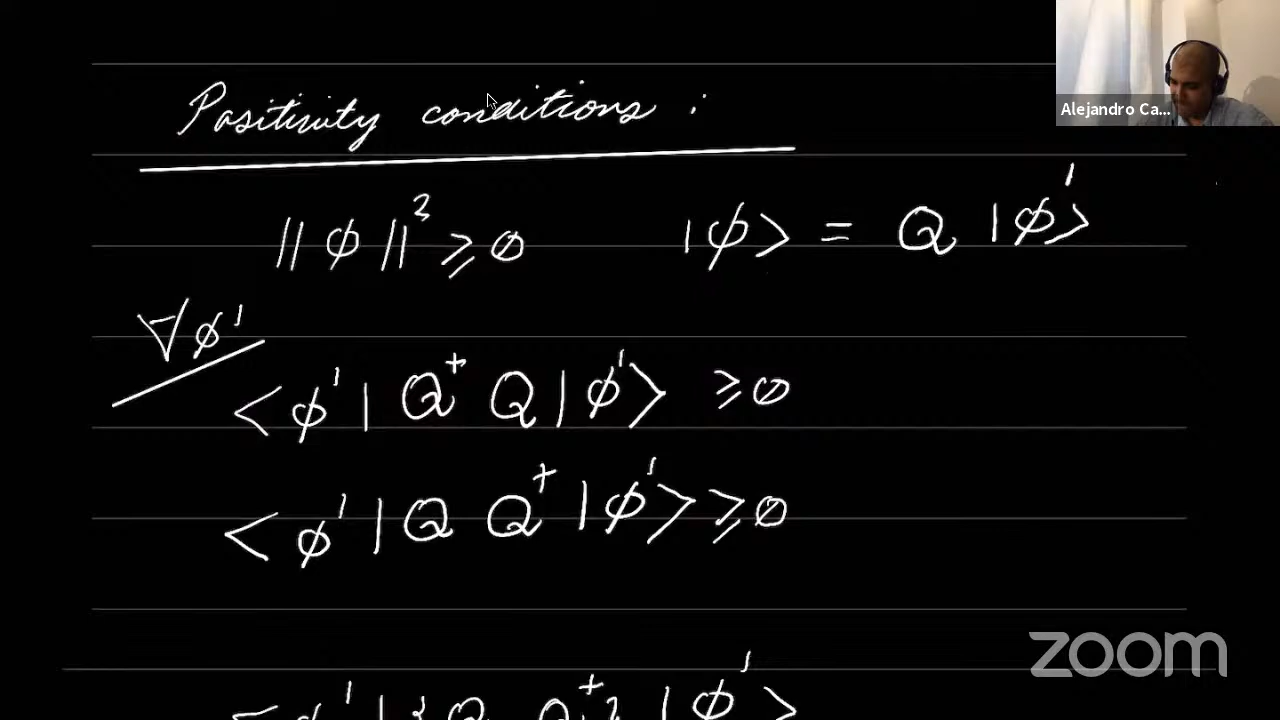 Positivity conditions :
Alejandro Ca...
||ϕ||² ⩾ 0 |ϕ> = Q |ϕ'>
∀ϕ'
<ϕ'| Q⁺ Q |ϕ'> ⩾ 0
<ϕ'| Q Q⁺ |ϕ'> ⩾ 0
zoom
<ϕ'| { Q Q⁺ } |ϕ'>